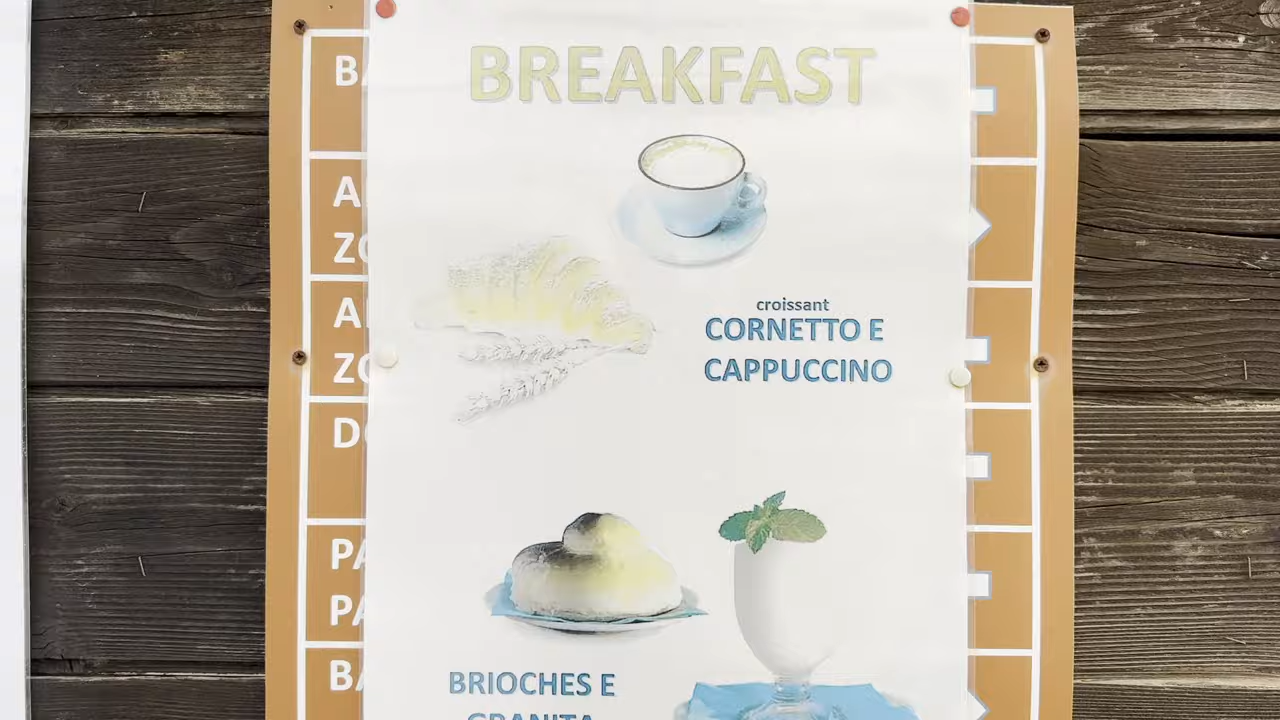 BREAKFAST
croissant
CORNETTO E
CAPPUCCINO
BRIOCHES E
GRANITA